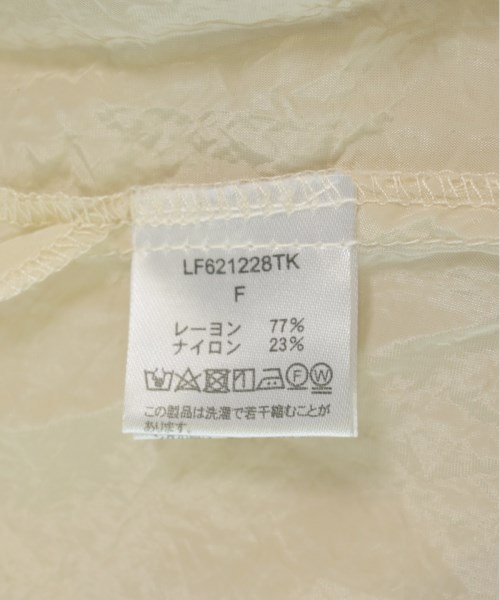 LF621228TK
F
レーヨン 77%
ナイロン 23%
F W
この製品は洗濯で若干縮むことが
あります。